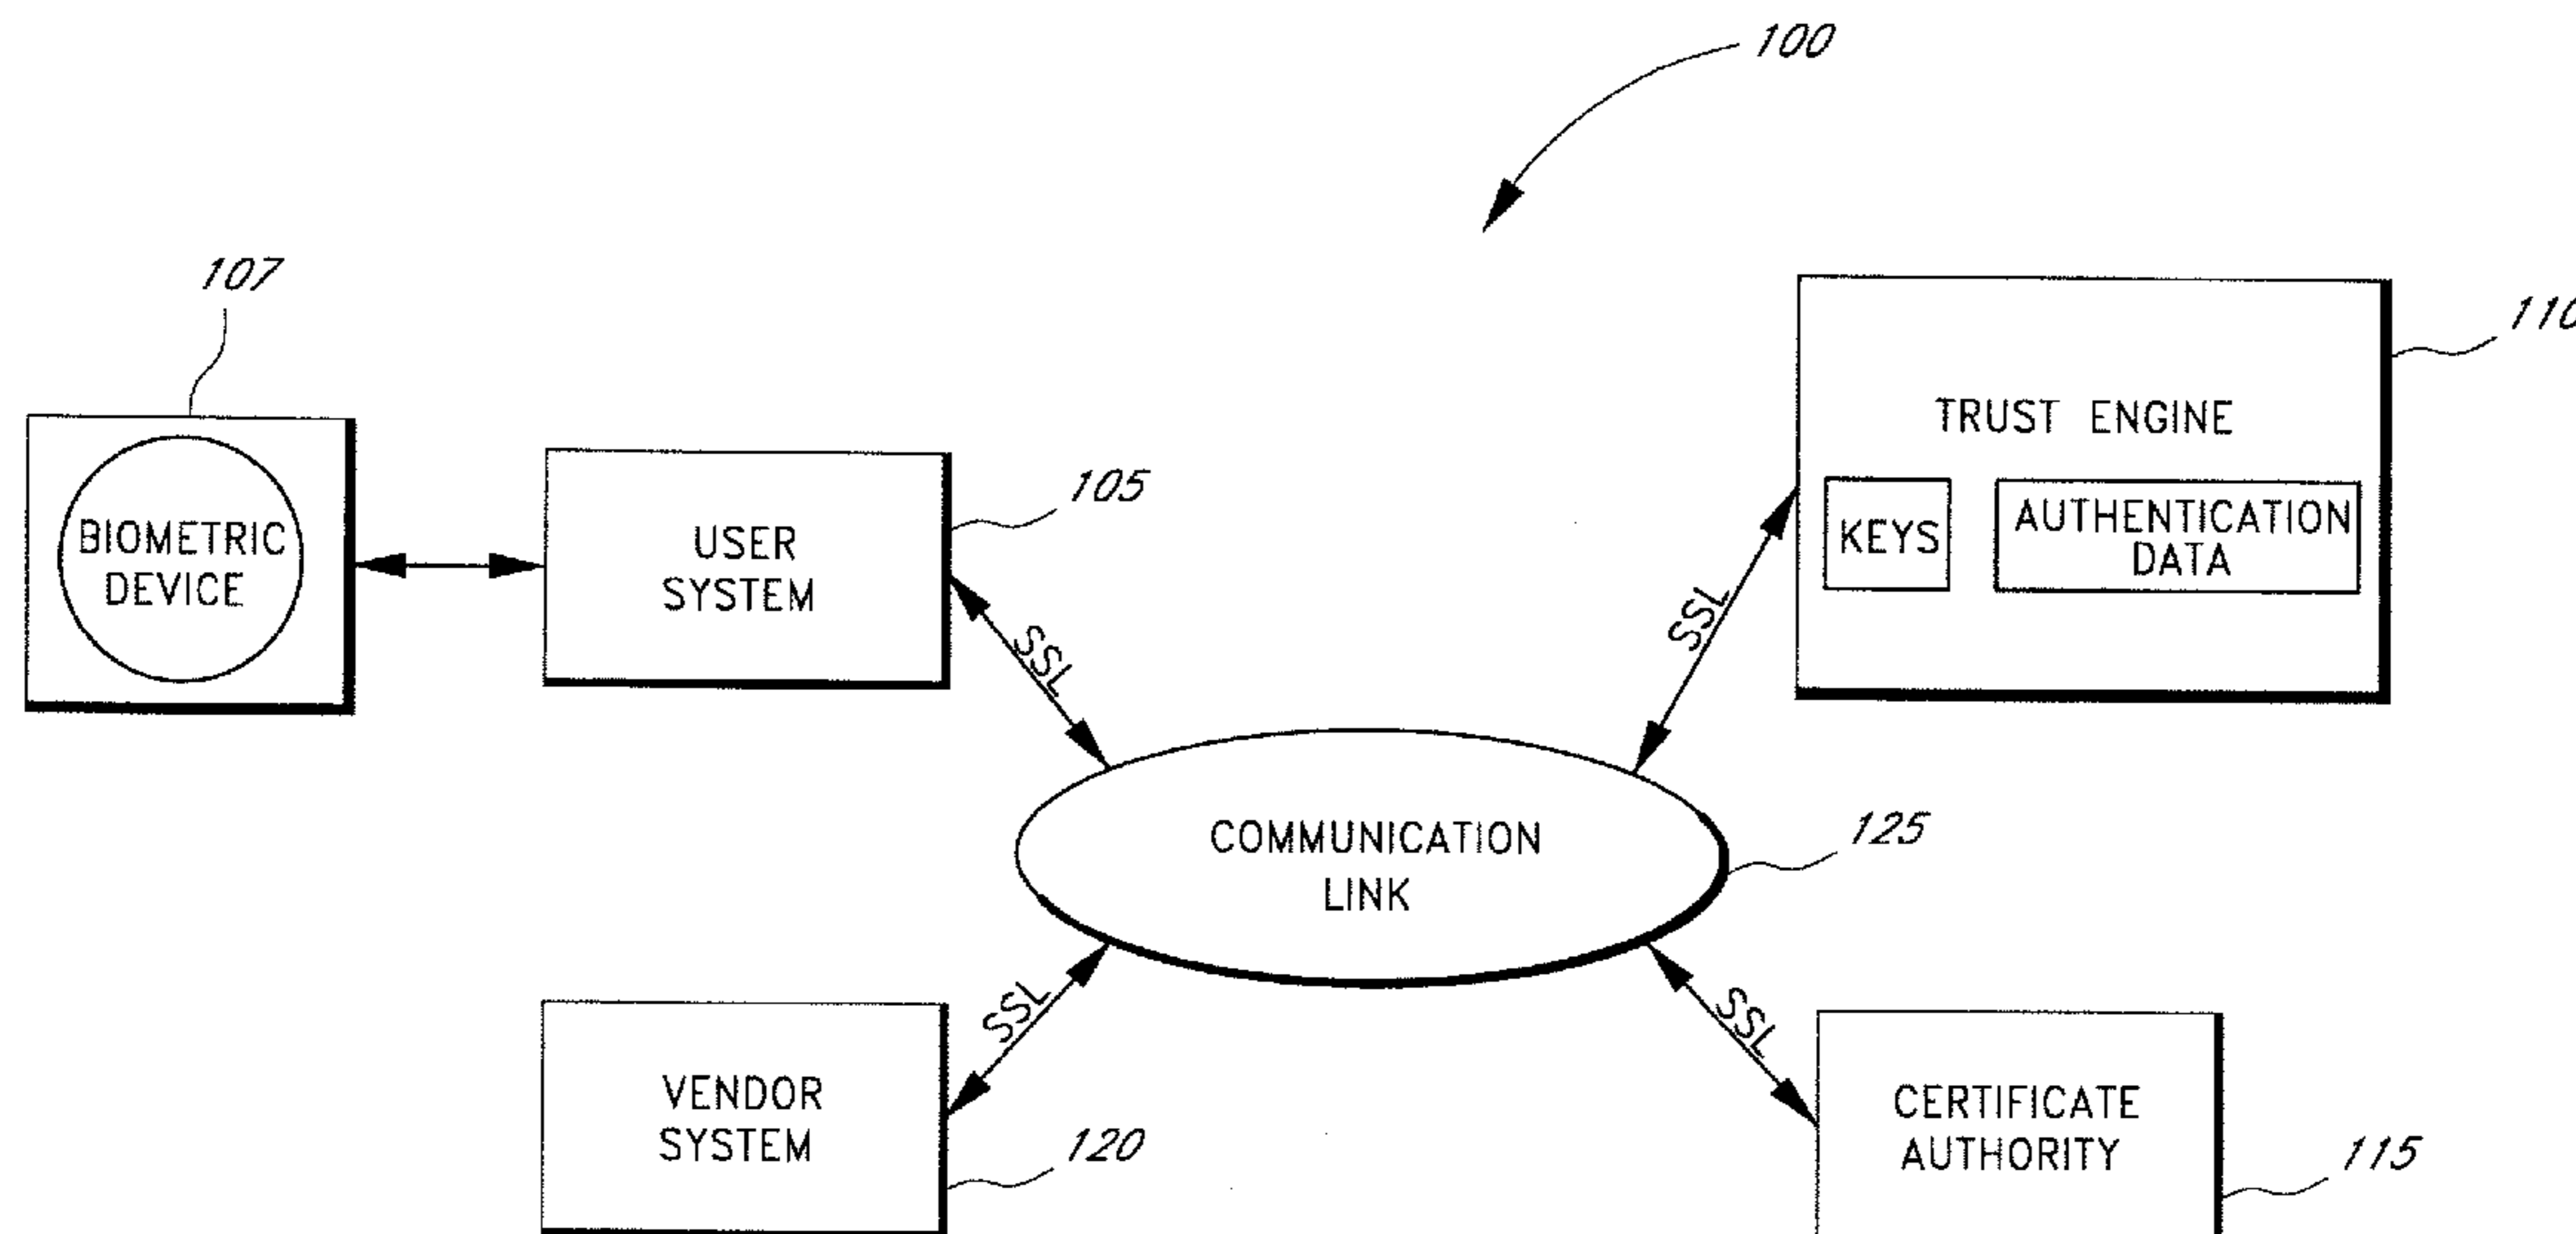 100
107
110
TRUST ENGINE
105
KEYS
AUTHENTICATION
DATA
BIOMETRIC
DEVICE
USER
SYSTEM
SSL
SSL
COMMUNICATION
LINK
125
SSL
SSL
VENDOR
SYSTEM
120
CERTIFICATE
AUTHORITY
115